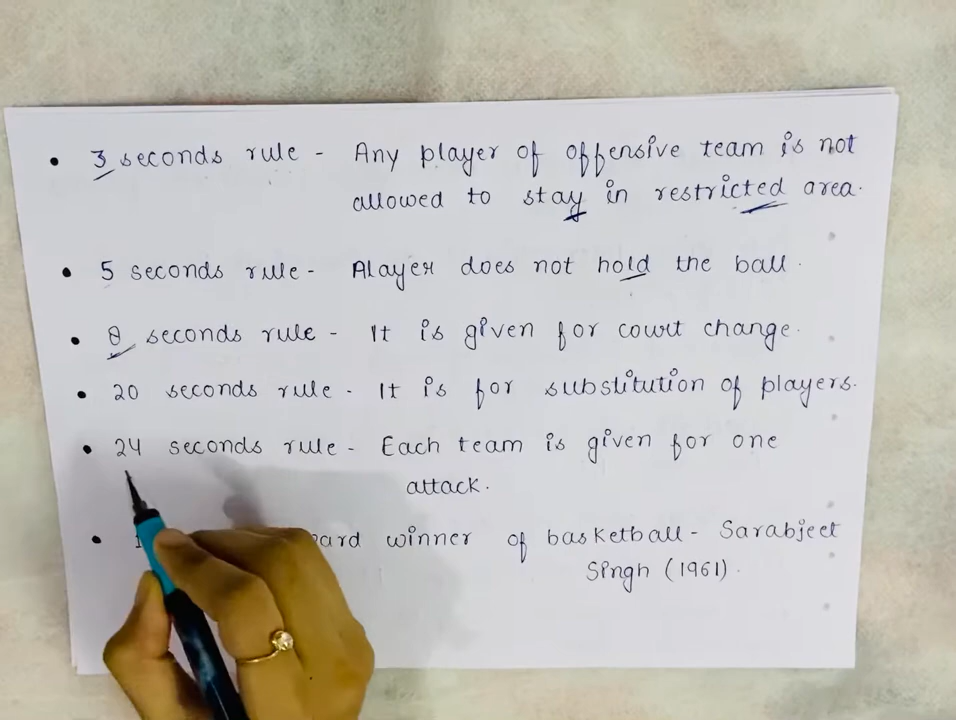 • 3 seconds rule - Any player of offensive team is not
allowed to stay in restricted area.
• 5 seconds rule - Alayer does not hold the ball.
• 8 seconds rule - It is given for court change.
• 20 seconds rule - It is for substitution of players.
• 24 seconds rule - Each team is given for one
attack.
• winner of basketball - Sarabjeet
Singh (1961).